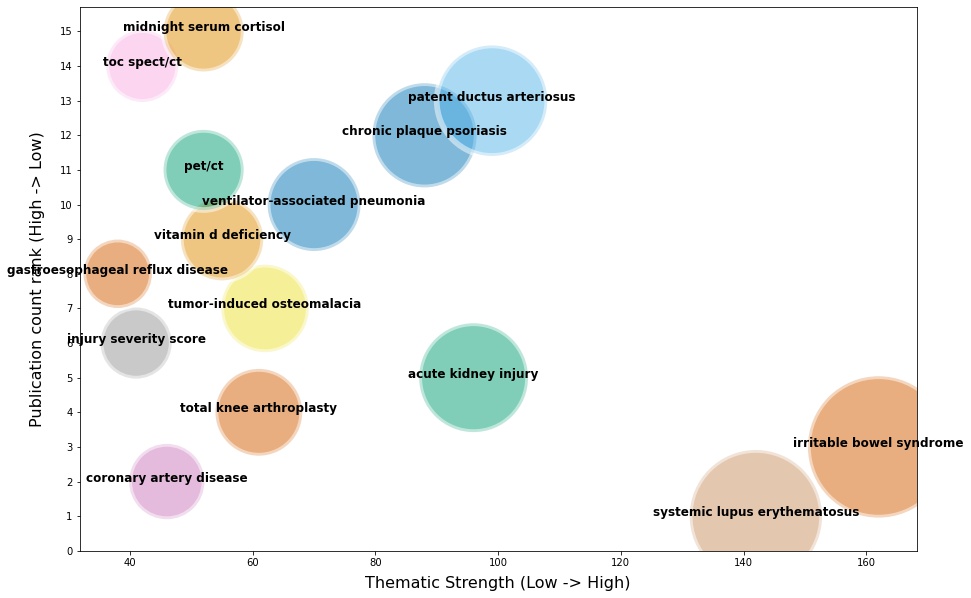 15
midnight serum cortisol
14
toc spect/ct
13
patent ductus arteriosus
12
chronic plaque psoriasis
11
pet/ct
10
ventilator-associated pneumonia
9
vitamin d deficiency
8
gastroesophageal reflux disease
7
tumor-induced osteomalacia
6
injury severity score
5
acute kidney injury
4
total knee arthroplasty
3
irritable bowel syndrome
2
coronary artery disease
1
systemic lupus erythematosus
0
Publication count rank (High -> Low)
40 60 80 100 120 140 160
Thematic Strength (Low -> High)